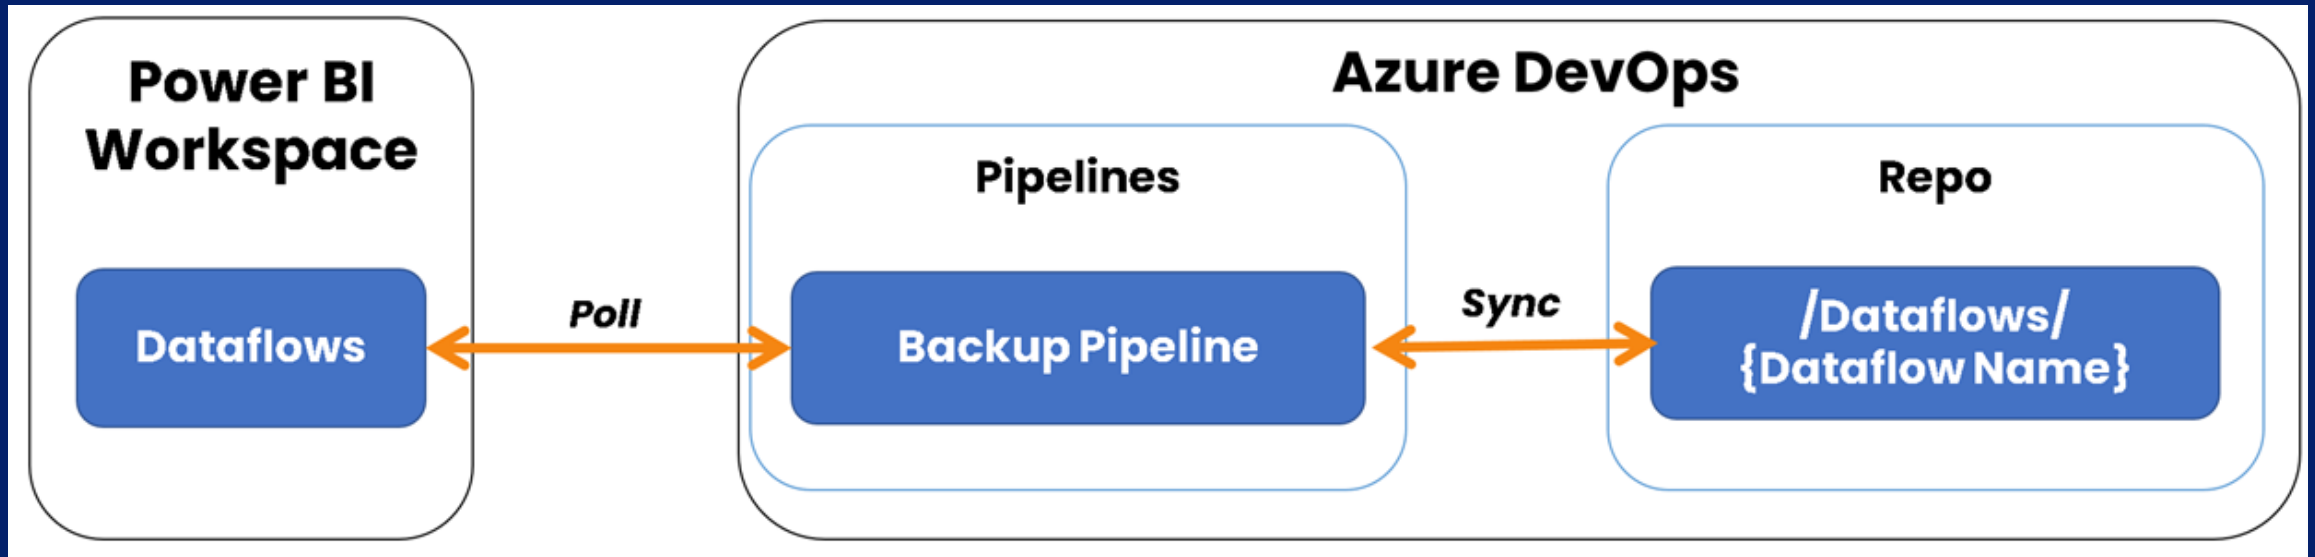 Power BI
Workspace
Dataflows
Poll
Azure DevOps
Pipelines
Backup Pipeline
Sync
Repo
/Dataflows/
{Dataflow Name}